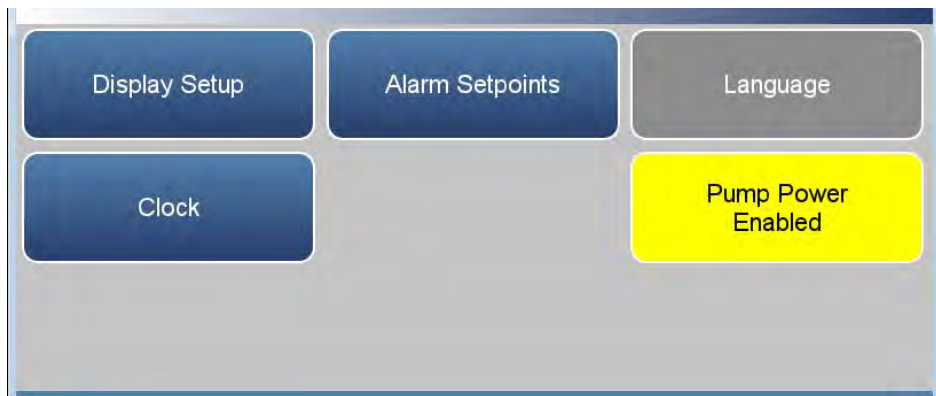 Display Setup
Alarm Setpoints
Language
Clock
Pump Power
Enabled